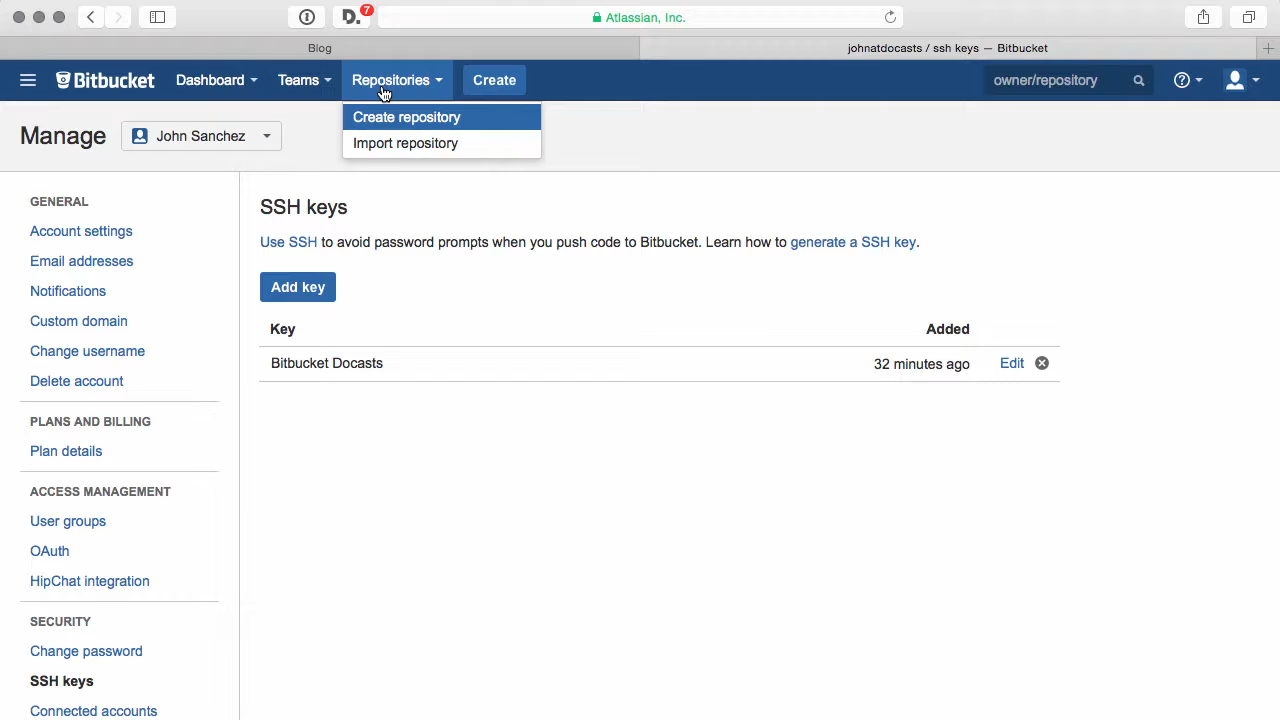 D. 7
Atlassian, Inc.
Blog
johnatdocasts / ssh keys — Bitbucket
Bitbucket Dashboard Teams Repositories Create owner/repository
Create repository
Import repository
Manage John Sanchez
GENERAL
Account settings
Email addresses
Notifications
Custom domain
Change username
Delete account
PLANS AND BILLING
Plan details
ACCESS MANAGEMENT
User groups
OAuth
HipChat integration
SECURITY
Change password
SSH keys
Connected accounts
SSH keys
Use SSH to avoid password prompts when you push code to Bitbucket. Learn how to generate a SSH key.
Add key
Key Added
Bitbucket Docasts 32 minutes ago Edit